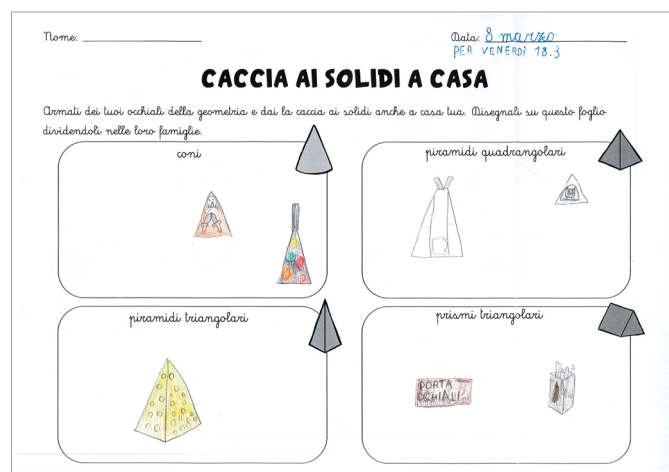 Nome: Data: 8 marzo
PER VENERDÌ 18.3
CACCIA AI SOLIDI A CASA
Armati dei tuoi occhiali della geometria e dai la caccia ai solidi anche a casa tua. Disegnali su questo foglio
dividendoli nelle loro famiglie.
coni
piramidi quadrangolari
piramidi triangolari
prismi triangolari
PORTA
OCHIALI